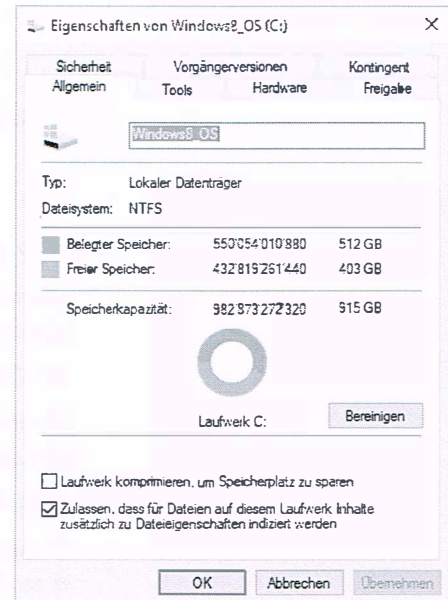 Eigenschaften von Windows8_OS (C:)
Sicherheit Vorgängerversionen Kontingent
Allgemein Tools Hardware Freigabe
Windows8_OS
Typ: Lokaler Datenträger
Dateisystem: NTFS
Belegter Speicher: 550'054'010'880 512 GB
Freier Speicher: 432'819'261'440 403 GB
Speicherkapazität: 982'873'272'320 915 GB
Laufwerk C: Bereinigen
Laufwerk komprimieren, um Speicherplatz zu sparen
Zulassen, dass für Dateien auf diesem Laufwerk Inhalte
zusätzlich zu Dateieigenschaften indiziert werden
OK Abbrechen Übernehmen